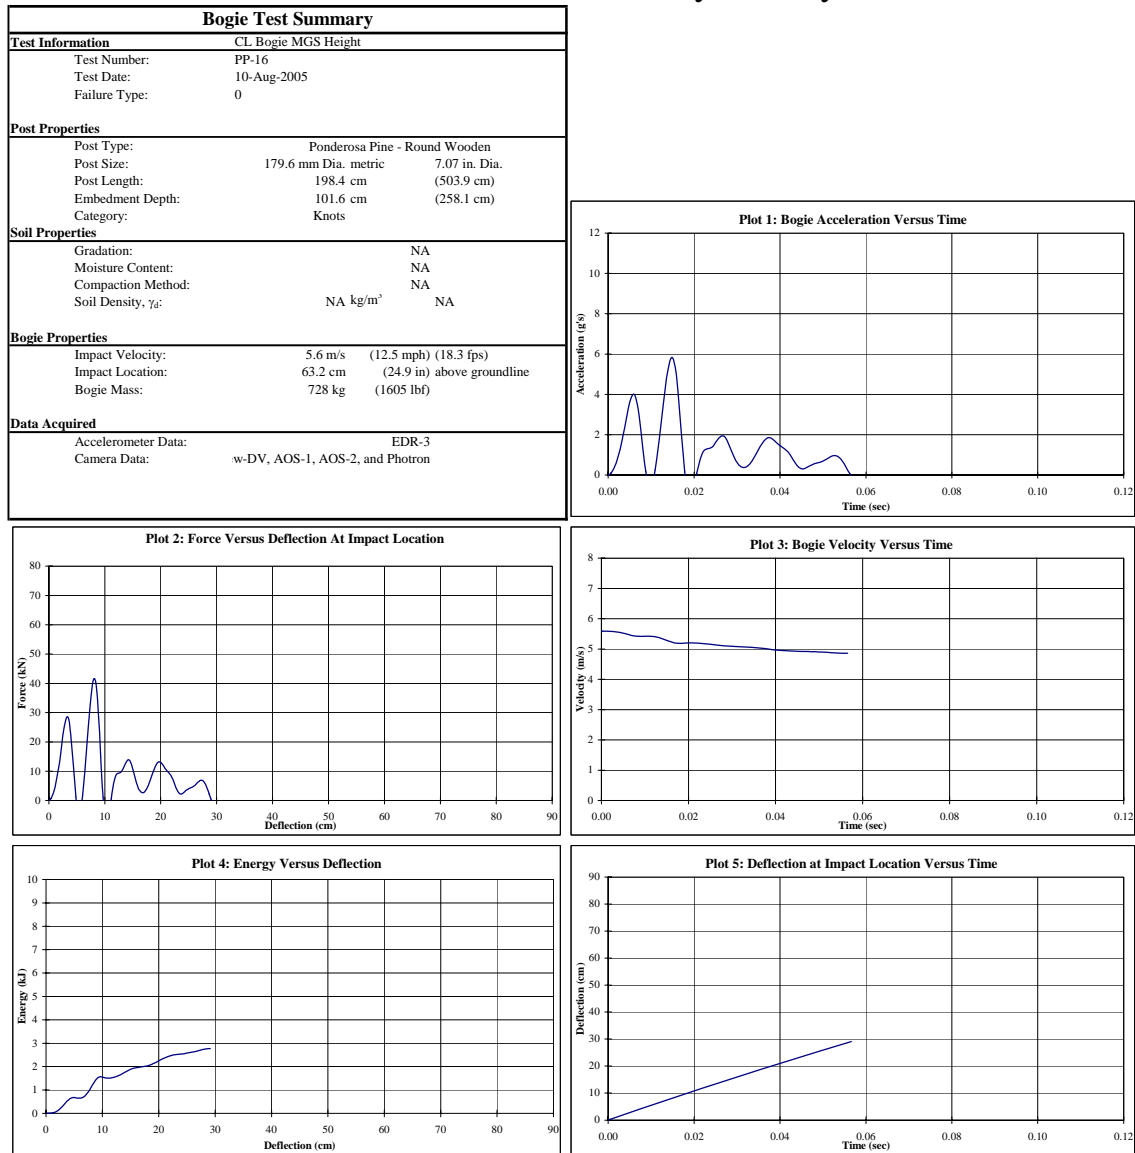 Bogie Test Summary
Test Information CL Bogie MGS Height
Test Number: PP-16
Test Date: 10-Aug-2005
Failure Type: 0
Post Properties
Post Type: Ponderosa Pine - Round Wooden
Post Size: 179.6 mm Dia. metric 7.07 in. Dia.
Post Length: 198.4 cm (503.9 cm)
Embedment Depth: 101.6 cm (258.1 cm)
Category: Knots
Soil Properties
Gradation: NA
Moisture Content: NA
Compaction Method: NA
Soil Density, γd: NA kg/m³ NA
Bogie Properties
Impact Velocity: 5.6 m/s (12.5 mph) (18.3 fps)
Impact Location: 63.2 cm (24.9 in) above groundline
Bogie Mass: 728 kg (1605 lbf)
Data Acquired
Accelerometer Data: EDR-3
Camera Data: w-DV, AOS-1, AOS-2, and Photron
Plot 1: Bogie Acceleration Versus Time
12
10
8
6
4
2
0
Acceleration (g's)
0.00 0.02 0.04 0.06 0.08 0.10 0.12
Time (sec)
Plot 2: Force Versus Deflection At Impact Location
80
70
60
50
40
30
20
10
0
Force (kN)
0 10 20 30 40 50 60 70 80 90
Deflection (cm)
Plot 3: Bogie Velocity Versus Time
8
7
6
5
4
3
2
1
0
Velocity (m/s)
0.00 0.02 0.04 0.06 0.08 0.10 0.12
Time (sec)
Plot 4: Energy Versus Deflection
10
9
8
7
6
5
4
3
2
1
0
Energy (kJ)
0 10 20 30 40 50 60 70 80 90
Deflection (cm)
Plot 5: Deflection at Impact Location Versus Time
90
80
70
60
50
40
30
20
10
0
Deflection (cm)
0.00 0.02 0.04 0.06 0.08 0.10 0.12
Time (sec)